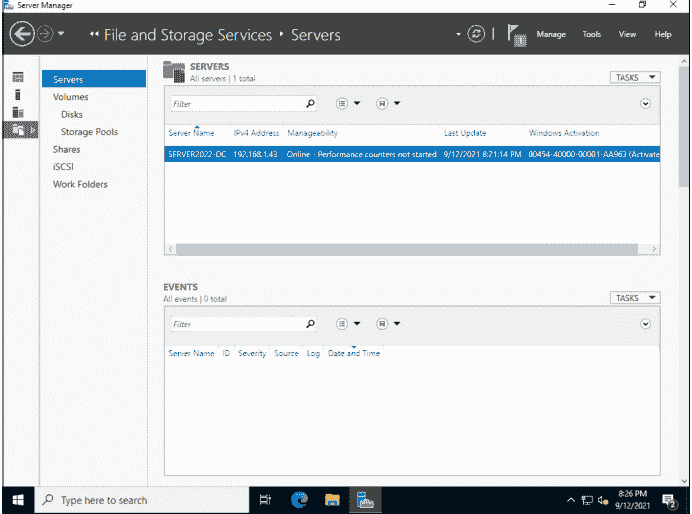 Server Manager
File and Storage Services
Servers
Manage
Tools
View
Help
Servers
Volumes
Disks
Storage Pools
Shares
iSCSI
Work Folders
SERVERS
All servers | 1 total
TASKS
Filter
Server Name IPv4 Address Manageability Last Update Windows Activation
SERVER2022-DC 192.168.1.43 Online - Performance counters not started 9/12/2021 8:21:14 PM 00454-40000-00001-AA963 (Activate
EVENTS
All events | 0 total
TASKS
Filter
Server Name ID Severity Source Log Date and Time
Type here to search
8:26 PM
9/12/2021
2